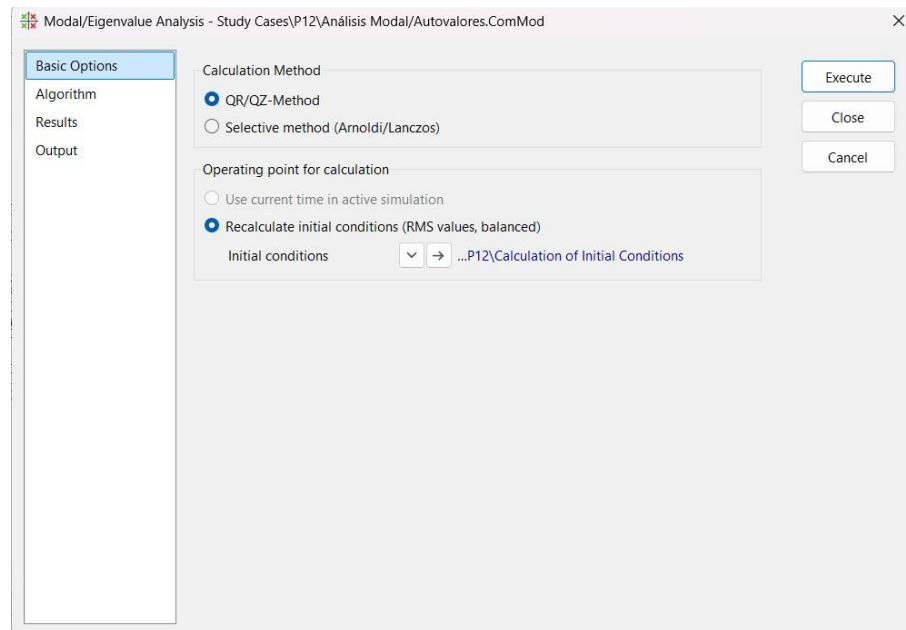 Modal/Eigenvalue Analysis - Study Cases\P12\Análisis Modal/Autovalores.ComMod
Basic Options
Algorithm
Results
Output
Calculation Method
QR/QZ-Method
Selective method (Arnoldi/Lanczos)
Operating point for calculation
Use current time in active simulation
Recalculate initial conditions (RMS values, balanced)
Initial conditions ...P12\Calculation of Initial Conditions
Execute
Close
Cancel